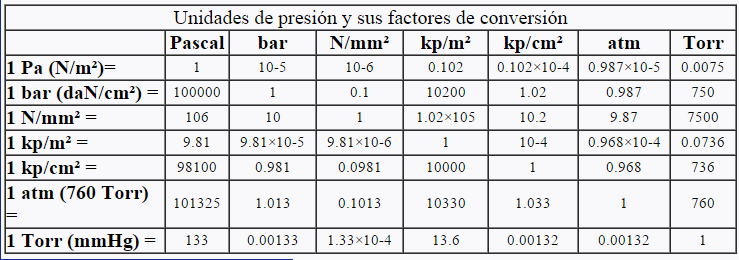 Unidades de presión y sus factores de conversión
Pascal bar N/mm² kp/m² kp/cm² atm Torr
1 Pa (N/m²)= 1 10-5 10-6 0.102 0.102×10-4 0.987×10-5 0.0075
1 bar (daN/cm²) = 100000 1 0.1 10200 1.02 0.987 750
1 N/mm² = 106 10 1 1.02×105 10.2 9.87 7500
1 kp/m² = 9.81 9.81×10-5 9.81×10-6 1 10-4 0.968×10-4 0.0736
1 kp/cm² = 98100 0.981 0.0981 10000 1 0.968 736
1 atm (760 Torr)
= 101325 1.013 0.1013 10330 1.033 1 760
1 Torr (mmHg) = 133 0.00133 1.33×10-4 13.6 0.00132 0.00132 1